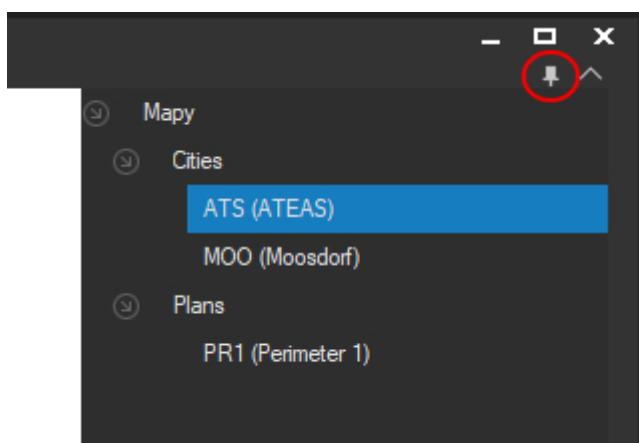 Mapy
Cities
ATS (ATEAS)
MOO (Moosdorf)
Plans
PR1 (Perimeter 1)